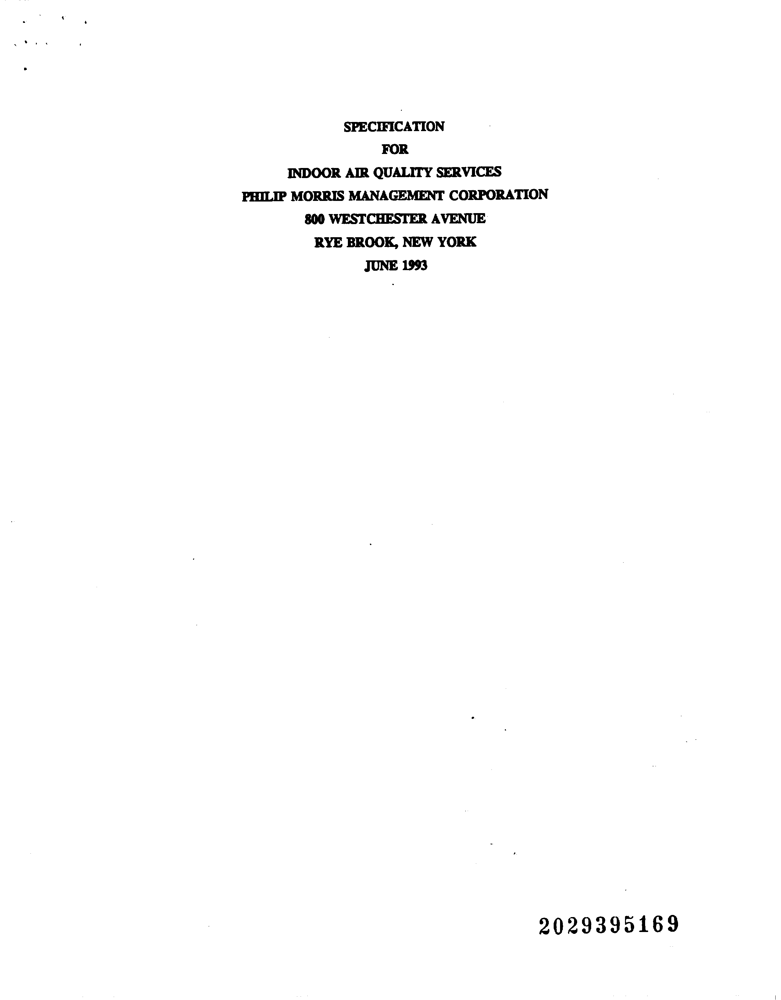 SPECIFICATION
FOR
INDOOR AIR QUALITY SERVICES
PHILIP MORRIS MANAGEMENT CORPORATION
800 WESTCHESTER AVENUE
RYE BROOK, NEW YORK
JUNE 1993
2029395169